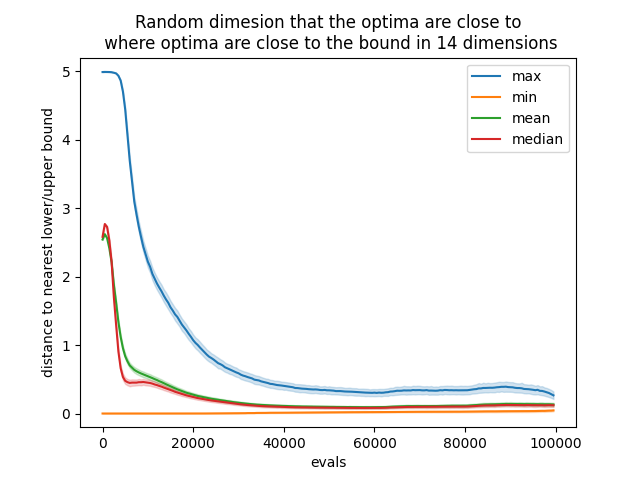 Random dimesion that the optima are close to
where optima are close to the bound in 14 dimensions
distance to nearest lower/upper bound
5
4
3
2
1
0
max
min
mean
median
0 20000 40000 60000 80000 100000
evals